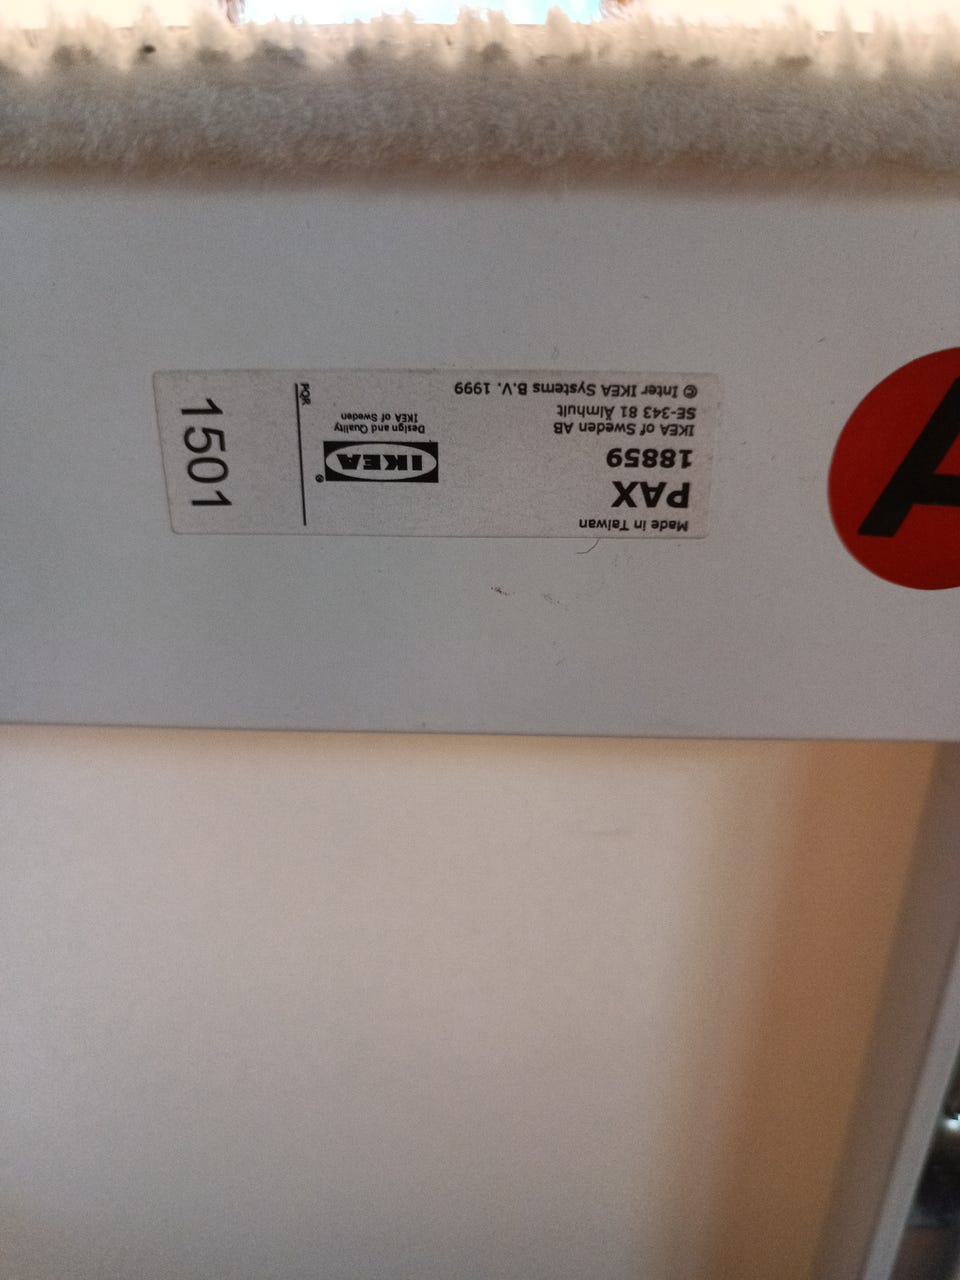 Made in Taiwan
PAX
18859
IKEA of Sweden AB
SE-343 81 Älmhult
© Inter IKEA Systems B.V. 1999
IKEA®
Design and Quality
IKEA of Sweden
PQR
1501
A